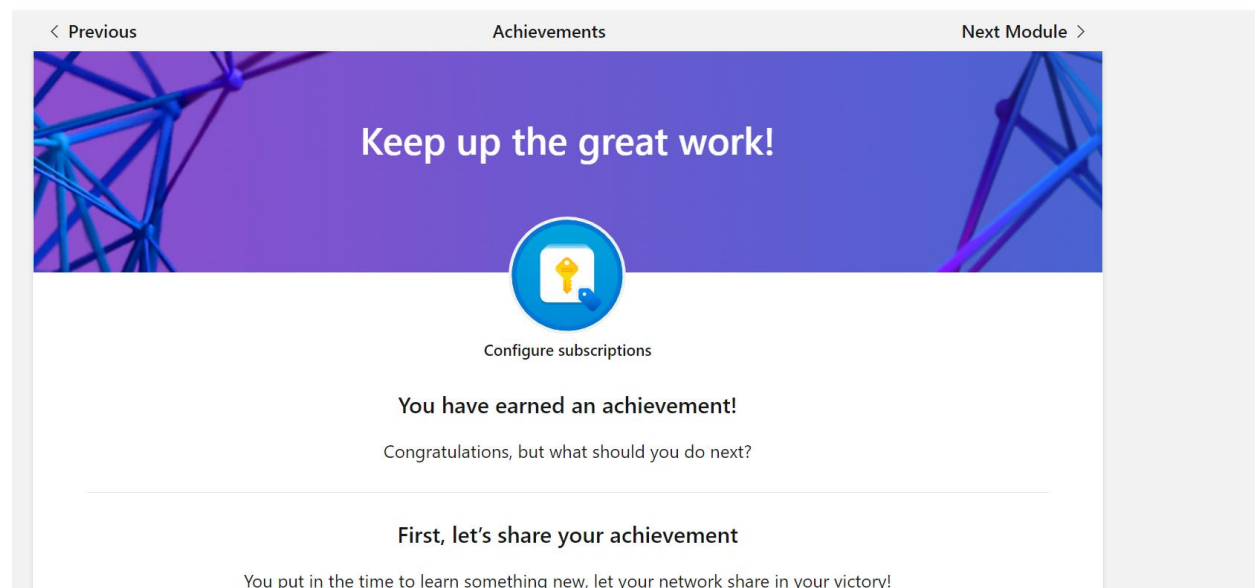 Previous
Achievements
Next Module
Keep up the great work!
Configure subscriptions
You have earned an achievement!
Congratulations, but what should you do next?
First, let’s share your achievement
You put in the time to learn something new, let your network share in your victory!